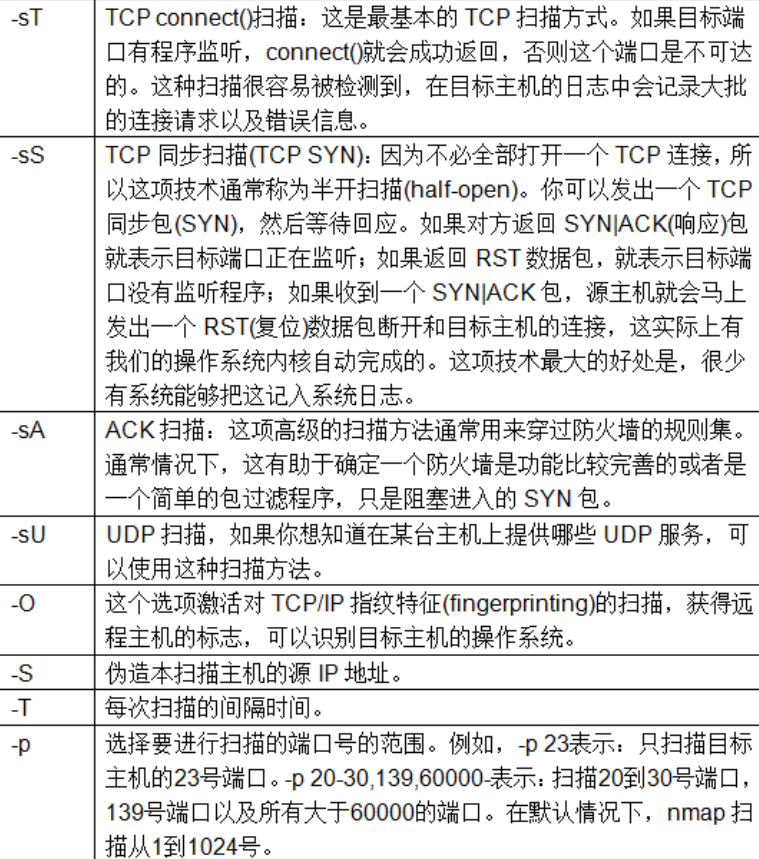 -sT TCP connect()扫描：这是最基本的 TCP 扫描方式。如果目标端
口有程序监听，connect()就会成功返回，否则这个端口是不可达
的。这种扫描很容易被检测到，在目标主机的日志中会记录大批
的连接请求以及错误信息。
-sS TCP 同步扫描(TCP SYN)：因为不必全部打开一个 TCP 连接，所
以这项技术通常称为半开扫描(half-open)。你可以发出一个 TCP
同步包(SYN)，然后等待回应。如果对方返回 SYN|ACK(响应)包
就表示目标端口正在监听；如果返回 RST 数据包，就表示目标端
口没有监听程序；如果收到一个 SYN|ACK 包，源主机就会马上
发出一个 RST(复位)数据包断开和目标主机的连接，这实际上有
我们的操作系统内核自动完成的。这项技术最大的好处是，很少
有系统能够把这记入系统日志。
-sA ACK 扫描：这项高级的扫描方法通常用来穿过防火墙的规则集。
通常情况下，这有助于确定一个防火墙是功能比较完善的或者是
一个简单的包过滤程序，只是阻塞进入的 SYN 包。
-sU UDP 扫描，如果你想知道在某台主机上提供哪些 UDP 服务，可
以使用这种扫描方法。
-O 这个选项激活对 TCP/IP 指纹特征(fingerprinting)的扫描，获得远
程主机的标志，可以识别目标主机的操作系统。
-S 伪造本扫描主机的源 IP 地址。
-T 每次扫描的间隔时间。
-p 选择要进行扫描的端口号的范围。例如，-p 23表示：只扫描目标
主机的23号端口。-p 20-30,139,60000-表示：扫描20到30号端口，
139号端口以及所有大于60000的端口。在默认情况下，nmap 扫
描从1到1024号。